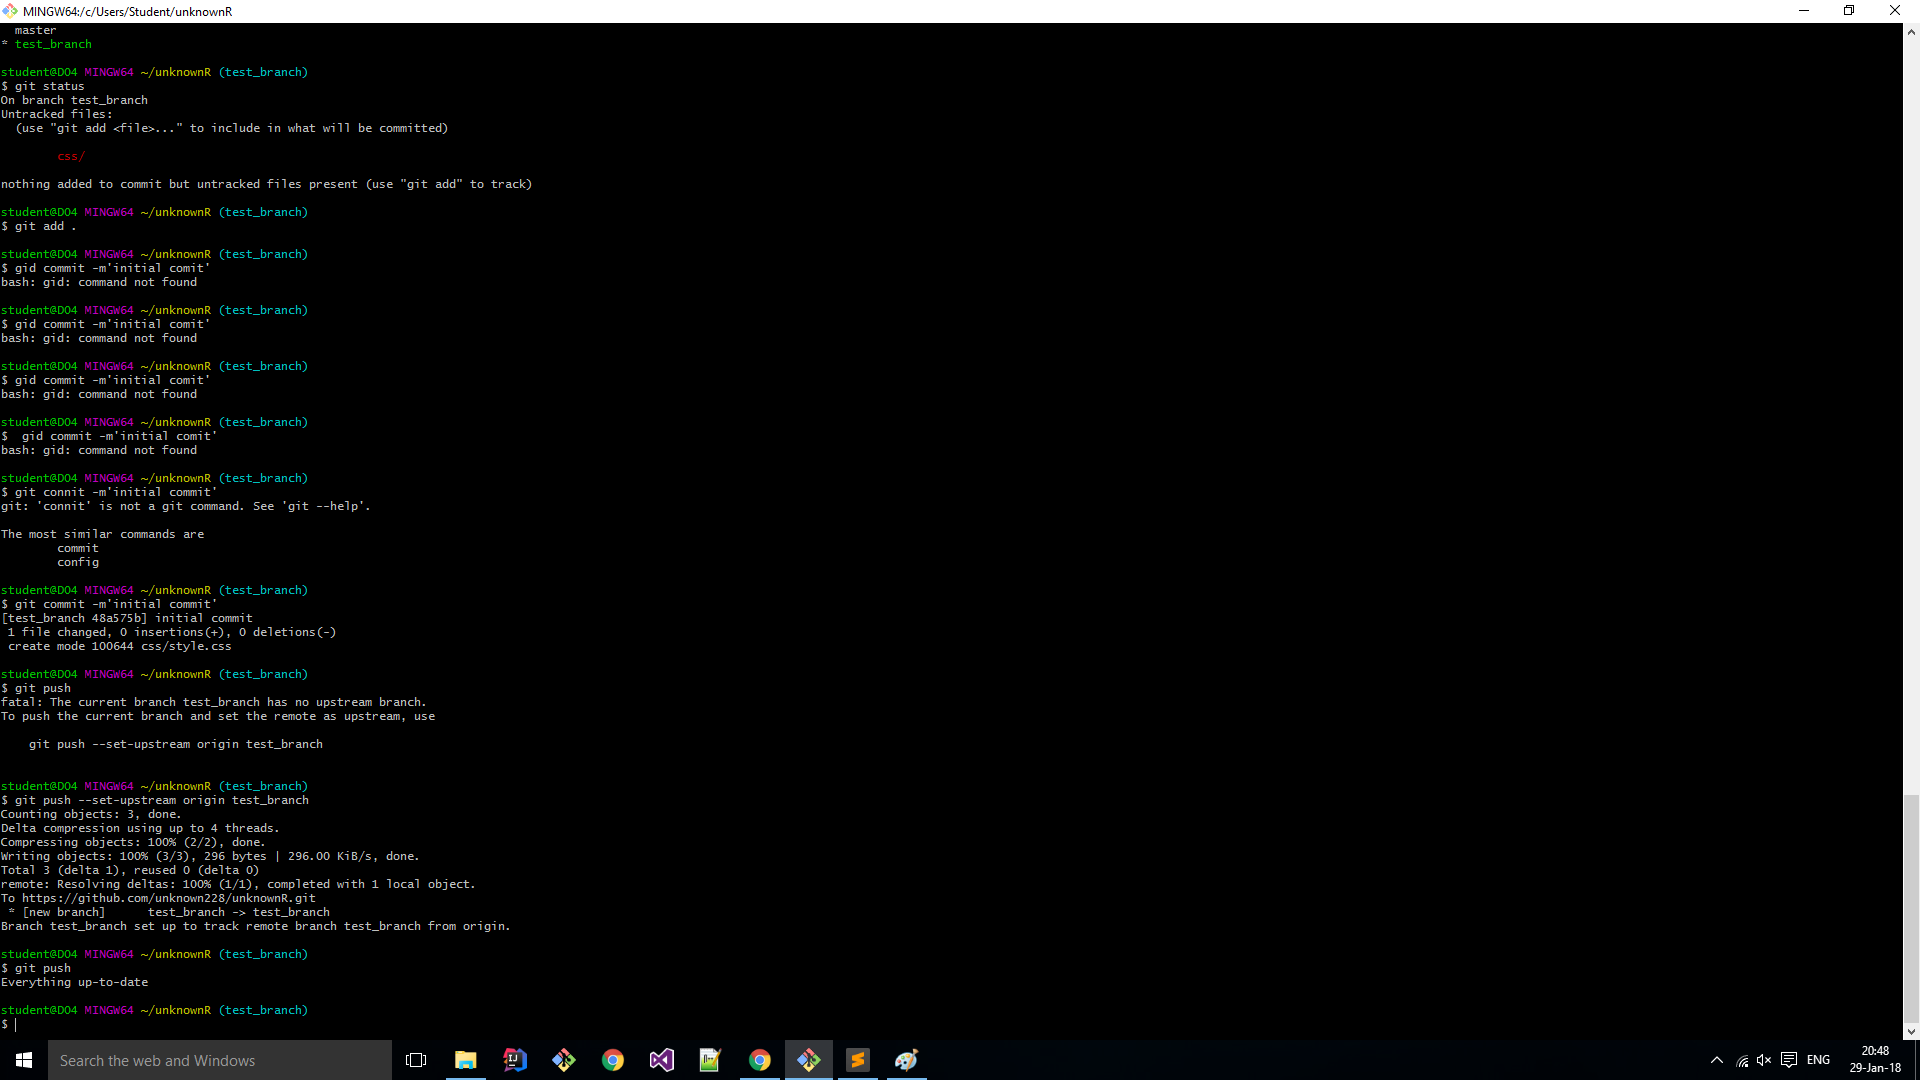 MINGW64:/c/Users/Student/unknownR
  master
* test_branch
student@D04 MINGW64 ~/unknownR (test_branch)
$ git status
On branch test_branch
Untracked files:
  (use "git add <file>..." to include in what will be committed)
        css/
nothing added to commit but untracked files present (use "git add" to track)
student@D04 MINGW64 ~/unknownR (test_branch)
$ git add .
student@D04 MINGW64 ~/unknownR (test_branch)
$ gid commit -m'initial comit'
bash: gid: command not found
student@D04 MINGW64 ~/unknownR (test_branch)
$ gid commit -m'initial comit'
bash: gid: command not found
student@D04 MINGW64 ~/unknownR (test_branch)
$ gid commit -m'initial comit'
bash: gid: command not found
student@D04 MINGW64 ~/unknownR (test_branch)
$  gid commit -m'initial comit'
bash: gid: command not found
student@D04 MINGW64 ~/unknownR (test_branch)
$ git connit -m'initial commit'
git: 'connit' is not a git command. See 'git --help'.
The most similar commands are
        commit
        config
student@D04 MINGW64 ~/unknownR (test_branch)
$ git commit -m'initial commit'
[test_branch 48a575b] initial commit
 1 file changed, 0 insertions(+), 0 deletions(-)
 create mode 100644 css/style.css
student@D04 MINGW64 ~/unknownR (test_branch)
$ git push
fatal: The current branch test_branch has no upstream branch.
To push the current branch and set the remote as upstream, use
    git push --set-upstream origin test_branch
student@D04 MINGW64 ~/unknownR (test_branch)
$ git push --set-upstream origin test_branch
Counting objects: 3, done.
Delta compression using up to 4 threads.
Compressing objects: 100% (2/2), done.
Writing objects: 100% (3/3), 296 bytes | 296.00 KiB/s, done.
Total 3 (delta 1), reused 0 (delta 0)
remote: Resolving deltas: 100% (1/1), completed with 1 local object.
To https://github.com/unknown228/unknownR.git
 * [new branch]      test_branch -> test_branch
Branch test_branch set up to track remote branch test_branch from origin.
student@D04 MINGW64 ~/unknownR (test_branch)
$ git push
Everything up-to-date
student@D04 MINGW64 ~/unknownR (test_branch)
$
Search the web and Windows
ENG
20:48
29-Jan-18